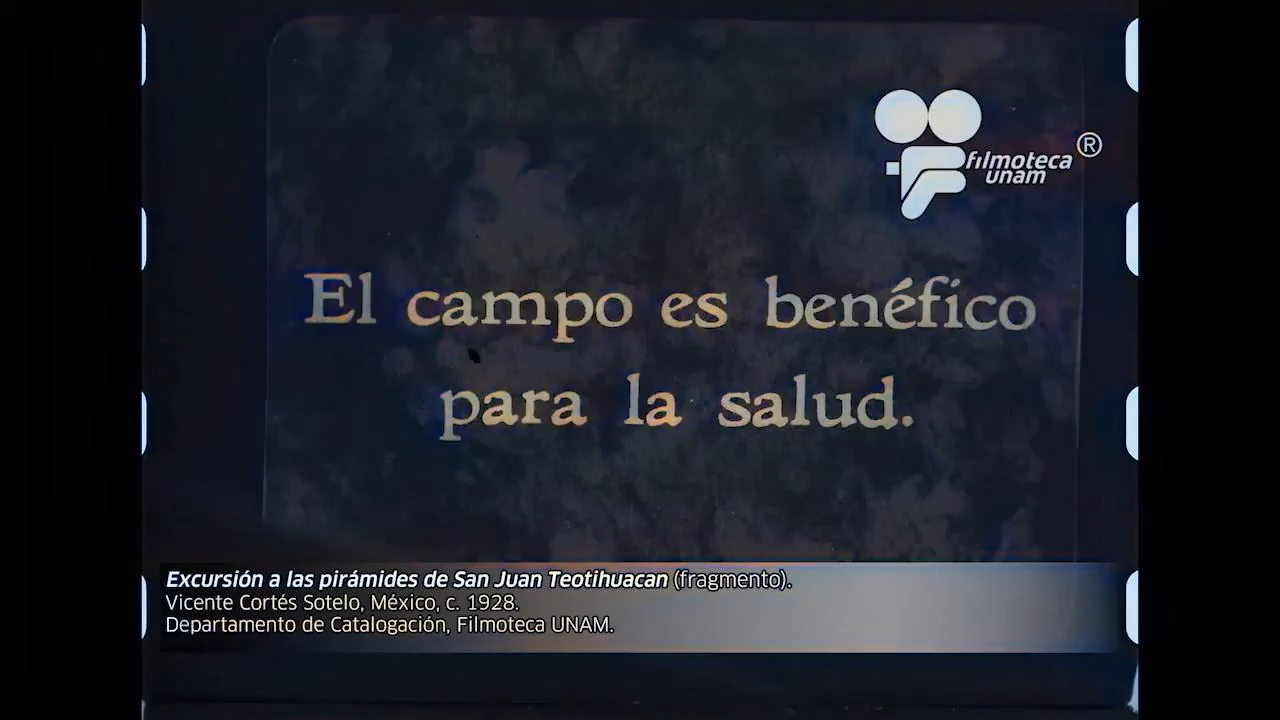 filmoteca
unam
®
El campo es benéfico
para la salud.
Excursión a las pirámides de San Juan Teotihuacan (fragmento).
Vicente Cortés Sotelo, México, c. 1928.
Departamento de Catalogación, Filmoteca UNAM.